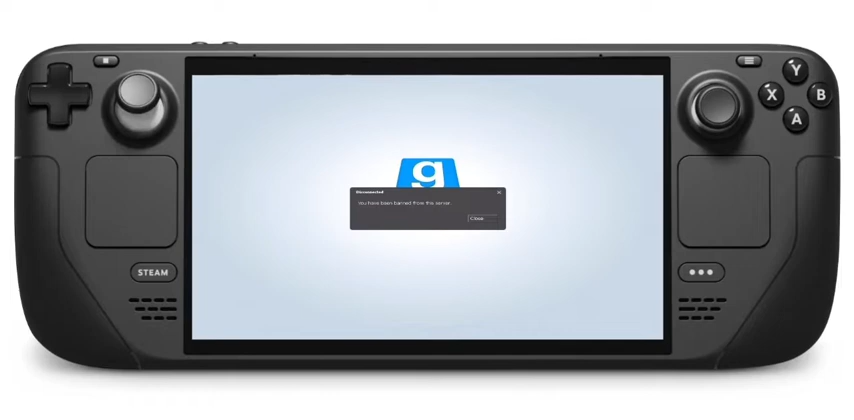 Y
X
B
A
g
Disconnected
You have been banned from this server.
Close
STEAM